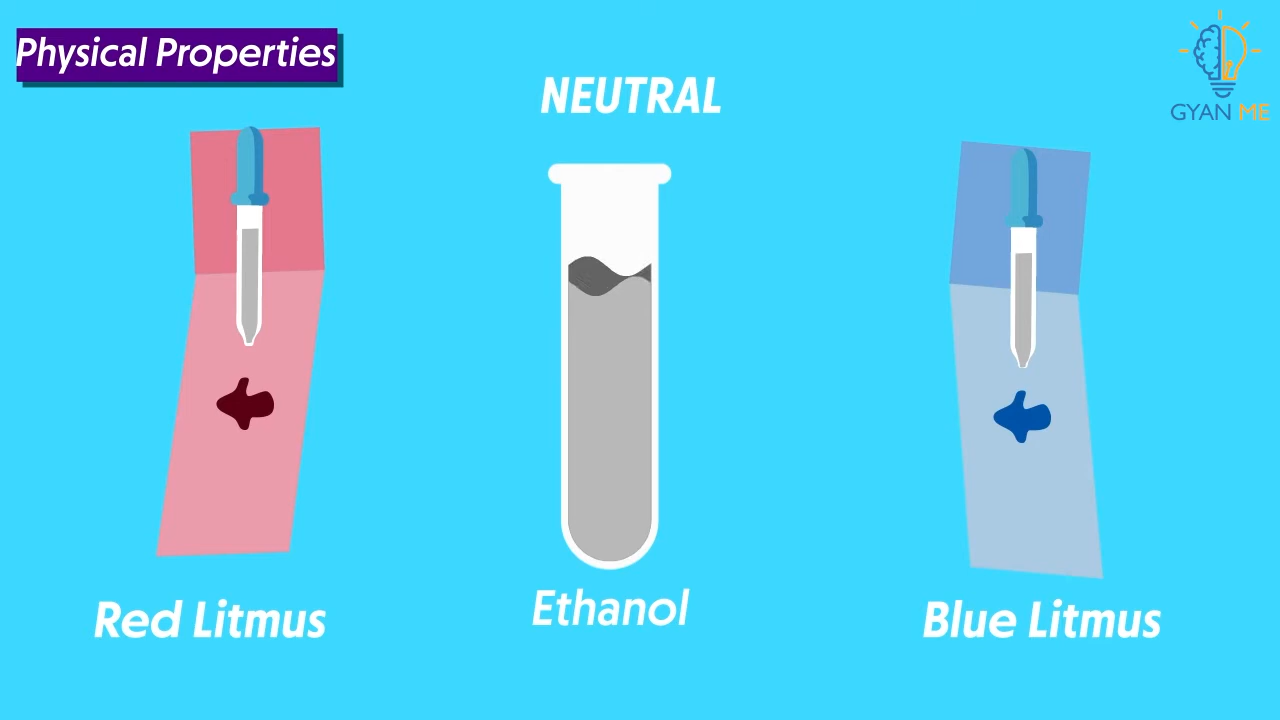 Physical Properties
NEUTRAL
GYAN ME
Red Litmus
Ethanol
Blue Litmus